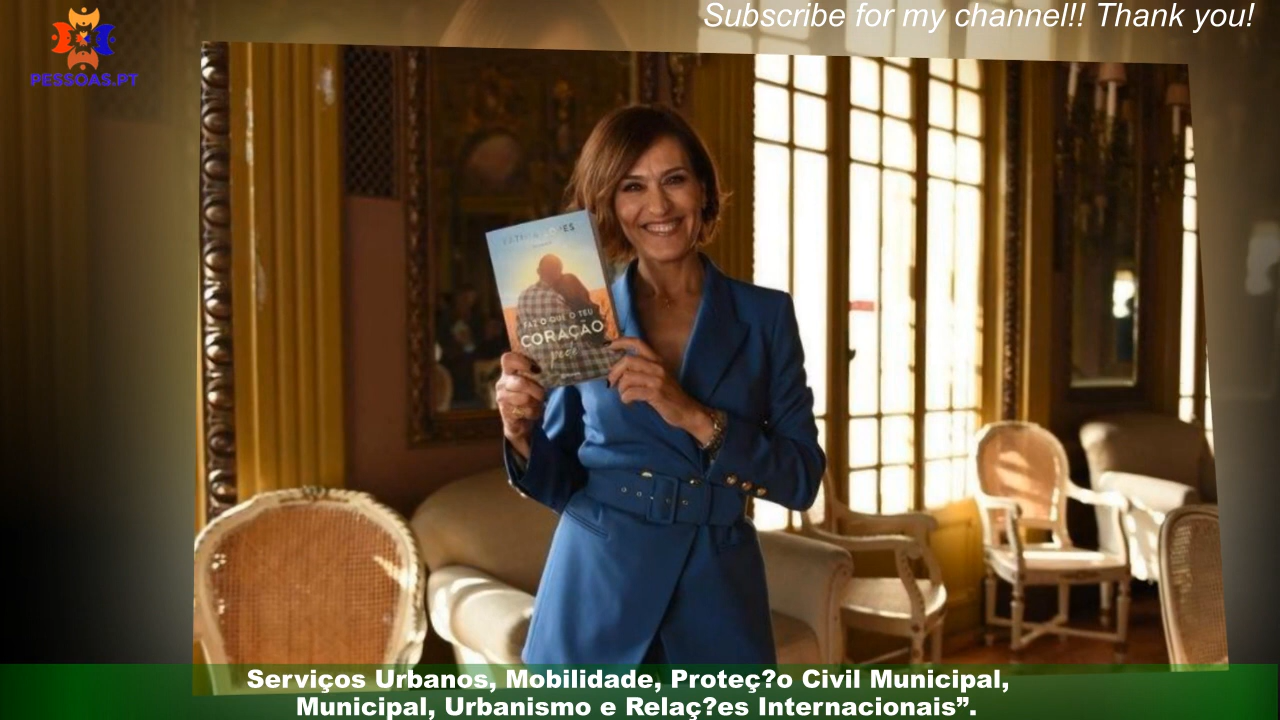 Subscribe for my channel!! Thank you!
PESSOAS.PT
FAZ O QUE O TEU
CORAÇÃO
Serviços Urbanos, Mobilidade, Proteç?o Civil Municipal,
Municipal, Urbanismo e Relaç?es Internacionais”.